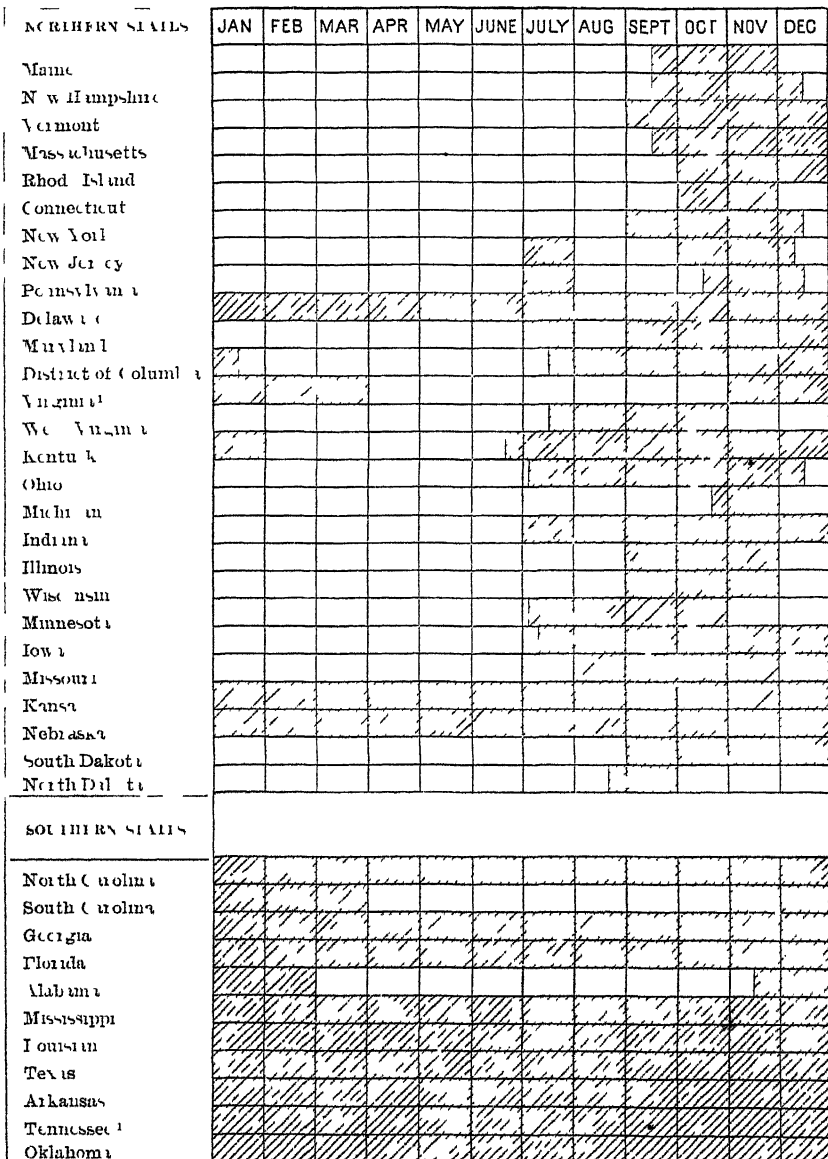 NORTHERN STATES JAN FEB MAR APR MAY JUNE JULY AUG SEPT OCT NOV DEC
Maine
New Hampshire
Vermont
Massachusetts
Rhode Island
Connecticut
New York
New Jersey
Pennsylvania
Delaware
Maryland
District of Columbia
Virginia¹
West Virginia
Kentucky
Ohio
Michigan
Indiana
Illinois
Wisconsin
Minnesota
Iowa
Missouri
Kansas
Nebraska
South Dakota
North Dakota
SOUTHERN STATES
North Carolina
South Carolina
Georgia
Florida
Alabama
Mississippi
Louisiana
Texas
Arkansas
Tennessee¹
Oklahoma